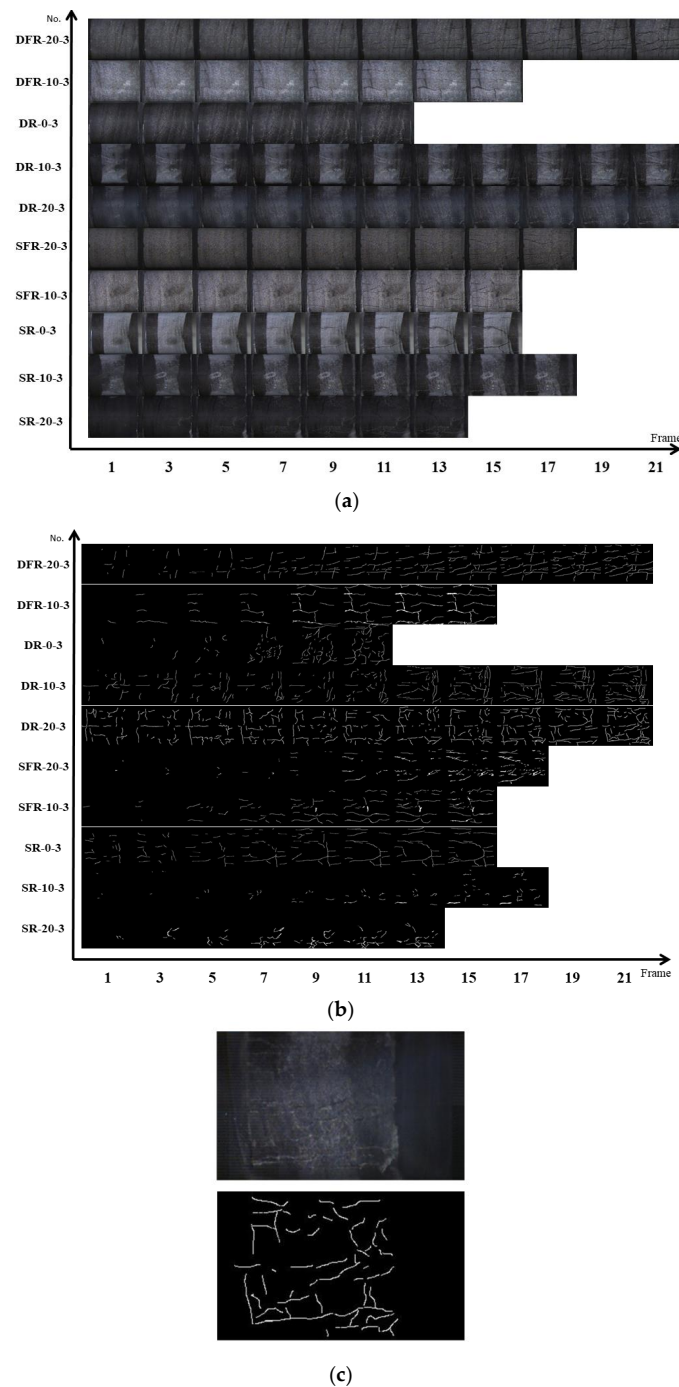 No.
DFR-20-3
DFR-10-3
DR-0-3
DR-10-3
DR-20-3
SFR-20-3
SFR-10-3
SR-0-3
SR-10-3
SR-20-3
Frame
1 3 5 7 9 11 13 15 17 19 21
(a)
No.
DFR-20-3
DFR-10-3
DR-0-3
DR-10-3
DR-20-3
SFR-20-3
SFR-10-3
SR-0-3
SR-10-3
SR-20-3
1 3 5 7 9 11 13 15 17 19 21 Frame
(b)
(c)